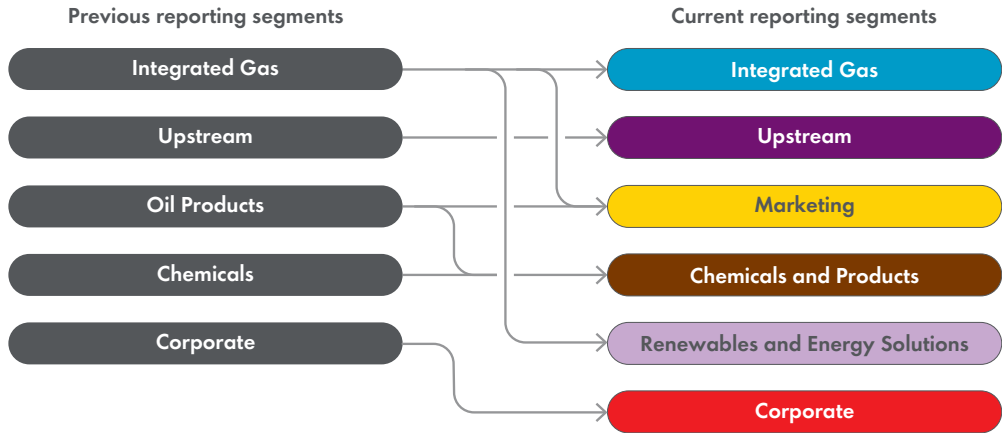 Previous reporting segments
Current reporting segments
Integrated Gas
Integrated Gas
Upstream
Upstream
Oil Products
Marketing
Chemicals
Chemicals and Products
Corporate
Renewables and Energy Solutions
Corporate